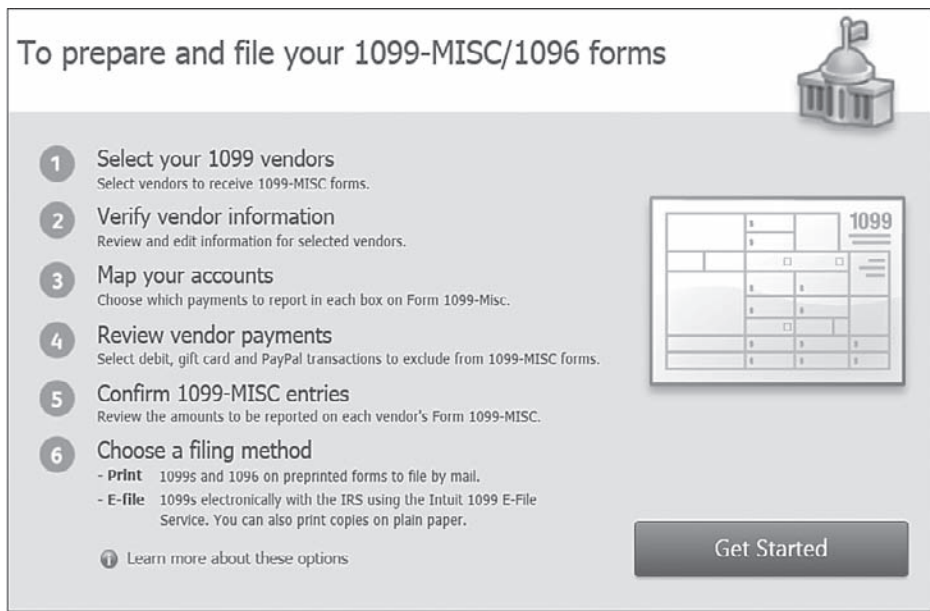 To prepare and file your 1099-MISC/1096 forms
1 Select your 1099 vendors
Select vendors to receive 1099-MISC forms.
2 Verify vendor information
Review and edit information for selected vendors.
3 Map your accounts
Choose which payments to report in each box on Form 1099-Misc.
4 Review vendor payments
Select debit, gift card and PayPal transactions to exclude from 1099-MISC forms.
5 Confirm 1099-MISC entries
Review the amounts to be reported on each vendor's Form 1099-MISC.
6 Choose a filing method
- Print 1099s and 1096 on preprinted forms to file by mail.
- E-file 1099s electronically with the IRS using the Intuit 1099 E-File
Service. You can also print copies on plain paper.
i Learn more about these options
1099
$
$
$ $
$ $
$ $ $
$ $ $
Get Started